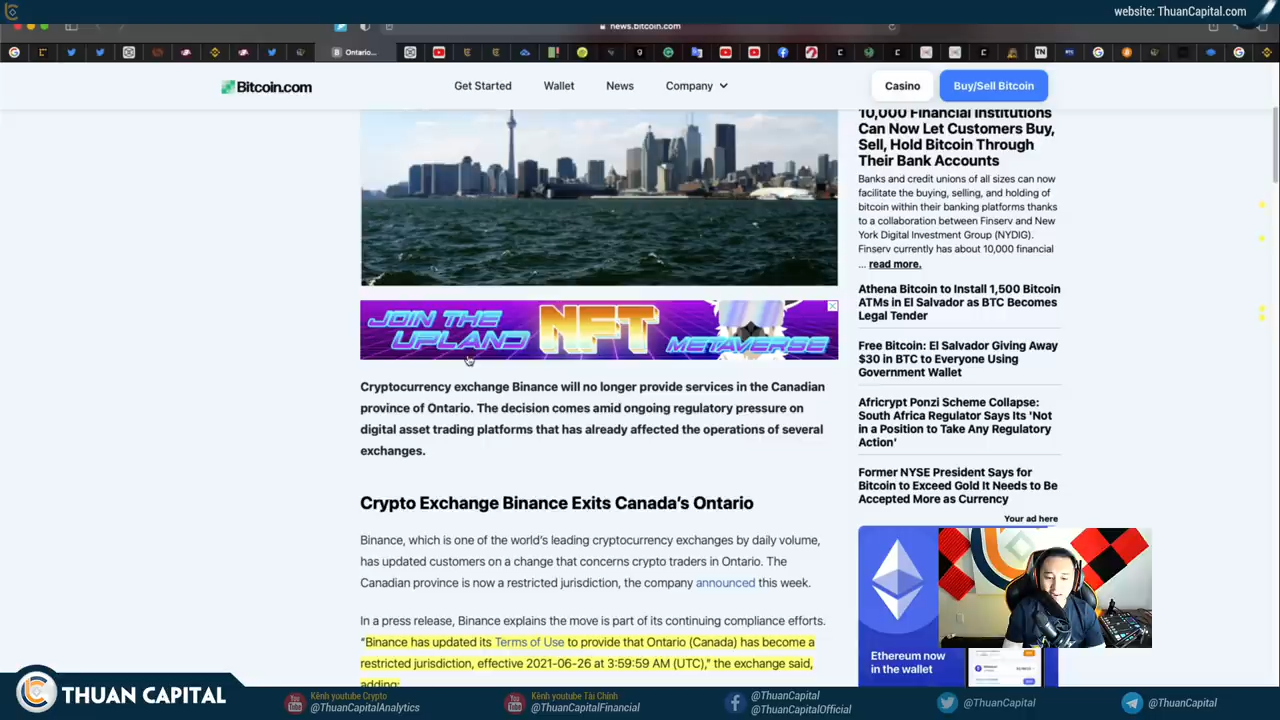 website: ThuanCapital.com
news.bitcoin.com
Ontario...
Bitcoin.com
Get Started
Wallet
News
Company
Casino
Buy/Sell Bitcoin
10,000 Financial Institutions
Can Now Let Customers Buy,
Sell, Hold Bitcoin Through
Their Bank Accounts
Banks and credit unions of all sizes can now
facilitate the buying, selling, and holding of
bitcoin within their banking platforms thanks
to a collaboration between Finserv and New
York Digital Investment Group (NYDIG).
Finserv currently has about 10,000 financial
... read more.
JOIN THE
UPLAND
NFT
METAVERSE
Athena Bitcoin to Install 1,500 Bitcoin
ATMs in El Salvador as BTC Becomes
Legal Tender
Free Bitcoin: El Salvador Giving Away
$30 in BTC to Everyone Using
Government Wallet
Africrypt Ponzi Scheme Collapse:
South Africa Regulator Says Its 'Not
in a Position to Take Any Regulatory
Action'
Former NYSE President Says for
Bitcoin to Exceed Gold It Needs to Be
Accepted More as Currency
Your ad here
Cryptocurrency exchange Binance will no longer provide services in the Canadian
province of Ontario. The decision comes amid ongoing regulatory pressure on
digital asset trading platforms that has already affected the operations of several
exchanges.
Crypto Exchange Binance Exits Canada's Ontario
Binance, which is one of the world's leading cryptocurrency exchanges by daily volume,
has updated customers on a change that concerns crypto traders in Ontario. The
Canadian province is now a restricted jurisdiction, the company announced this week.
In a press release, Binance explains the move is part of its continuing compliance efforts.
"Binance has updated its Terms of Use to provide that Ontario (Canada) has become a
restricted jurisdiction, effective 2021-06-26 at 3:59:59 AM (UTC)," the exchange said,
adding:
Ethereum now
in the wallet
THUAN CAPITAL
Kênh youtube Crypto
@ThuanCapitalAnalytics
Kênh youtube Tài Chính
@ThuanCapitalFinancial
@ThuanCapital
@ThuanCapitalOfficial
@ThuanCapital
@ThuanCapital